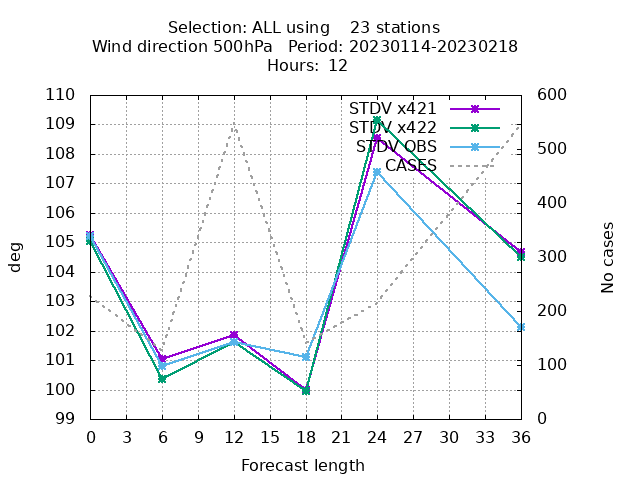 Selection: ALL using    23 stations
Wind direction 500hPa   Period: 20230114-20230218
Hours: 12
110
109
108
107
106
105
104
103
102
101
100
99
600
500
400
300
200
100
0
STDV x421
STDV x422
STDV OBS
CASES
deg
No cases
0 3 6 9 12 15 18 21 24 27 30 33 36
Forecast length